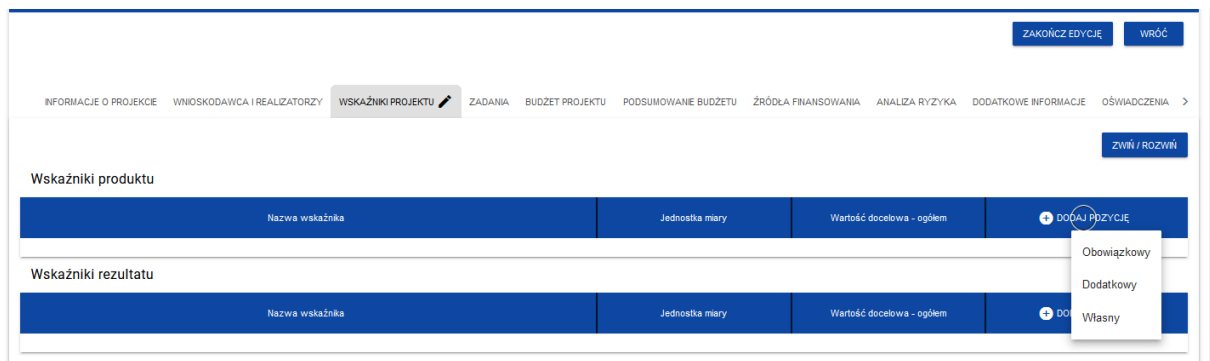 ZAKOŃCZ EDYCJĘ WRÓĆ
INFORMACJE O PROJEKCIE WNIOSKODAWCA I REALIZATORZY WSKAŹNIKI PROJEKTU ZADANIA BUDŻET PROJEKTU PODSUMOWANIE BUDŻETU ŹRÓDŁA FINANSOWANIA ANALIZA RYZYKA DODATKOWE INFORMACJE OŚWIADCZENIA
ZWIŃ / ROZWIŃ
Wskaźniki produktu
Nazwa wskaźnika Jednostka miary Wartość docelowa - ogółem DODAJ POZYCJĘ
Obowiązkowy
Wskaźniki rezultatu
Dodatkowy
Nazwa wskaźnika Jednostka miary Wartość docelowa - ogółem
Własny